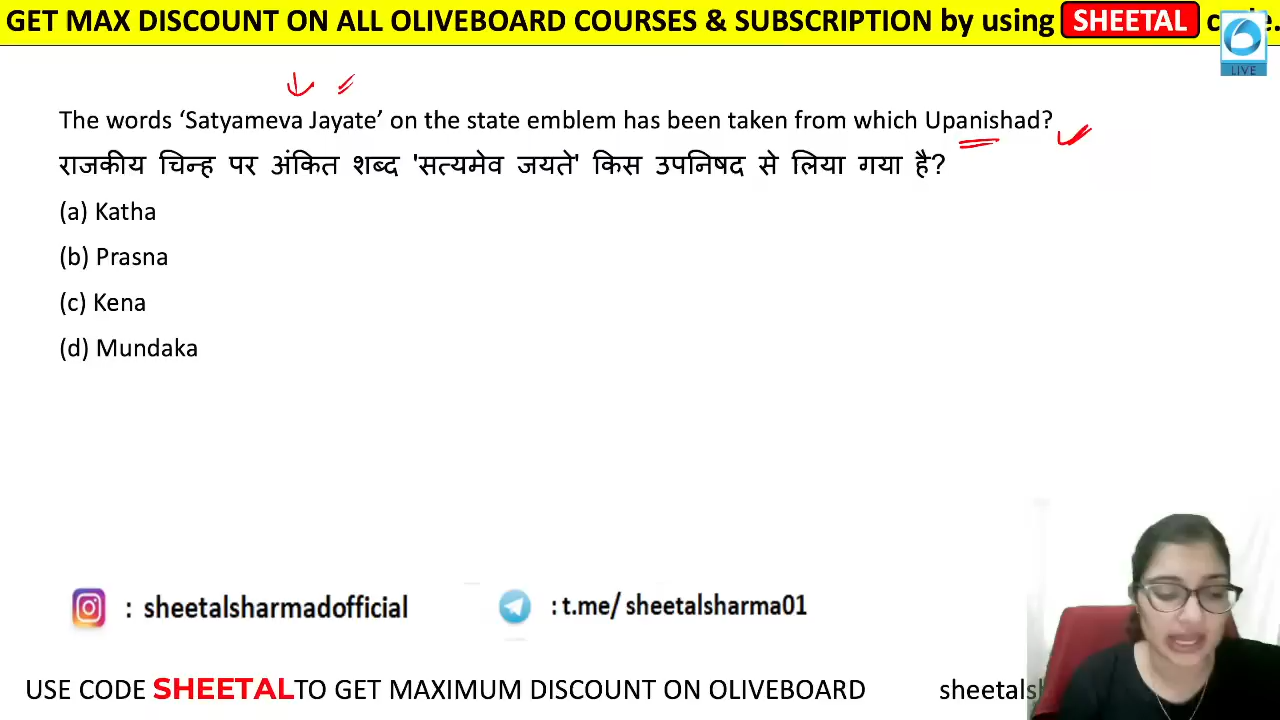 GET MAX DISCOUNT ON ALL OLIVEBOARD COURSES & SUBSCRIPTION by using SHEETAL code.
LIVE
The words ‘Satyameva Jayate’ on the state emblem has been taken from which Upanishad?
राजकीय चिन्ह पर अंकित शब्द 'सत्यमेव जयते' किस उपनिषद से लिया गया है?
(a) Katha
(b) Prasna
(c) Kena
(d) Mundaka
: sheetalsharmadofficial
: t.me/ sheetalsharma01
USE CODE SHEETAL TO GET MAXIMUM DISCOUNT ON OLIVEBOARD